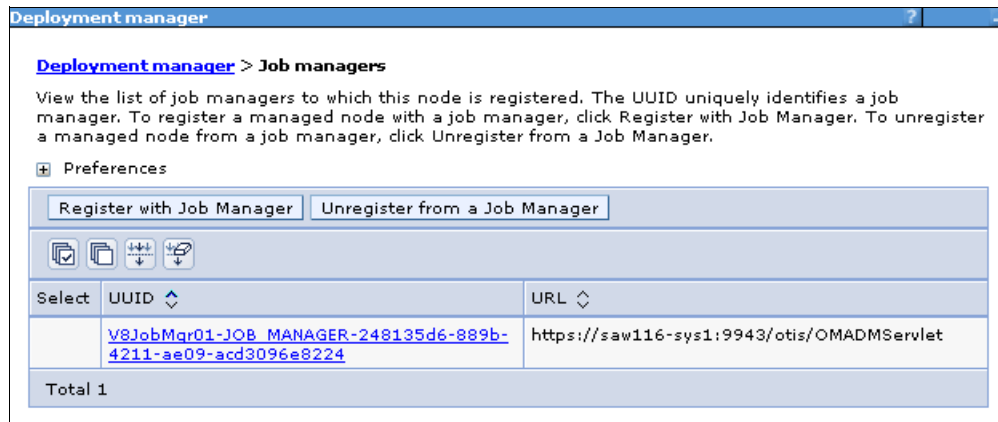 Deployment manager ?
Deployment manager > Job managers
View the list of job managers to which this node is registered. The UUID uniquely identifies a job
manager. To register a managed node with a job manager, click Register with Job Manager. To unregister
a managed node from a job manager, click Unregister from a Job Manager.
+ Preferences
Register with Job Manager Unregister from a Job Manager
Select UUID URL
V8JobMgr01-JOB_MANAGER-248135d6-889b- https://saw116-sys1:9943/otis/OMADMServlet
4211-ae09-acd3096e8224
Total 1